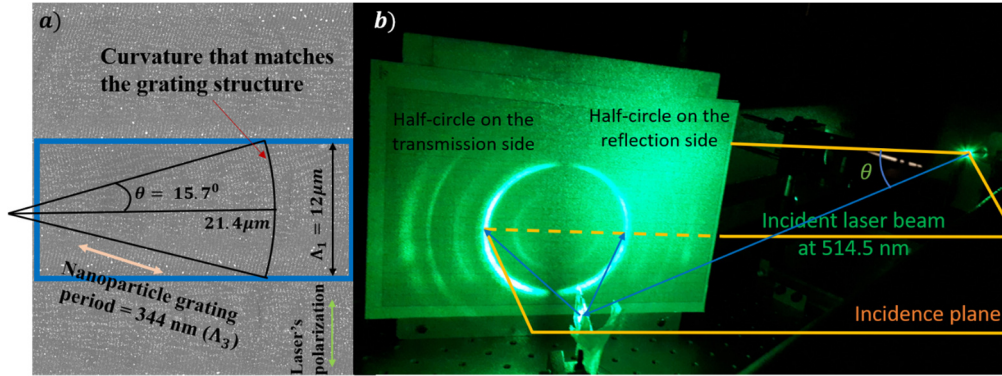 a)
Curvature that matches
the grating structure
θ = 15.7⁰
21.4μm
Λ₁ = 12μm
Nanoparticle grating
period = 344 nm (Λ₃)
Laser's
polarization
b)
Half-circle on the
transmission side
Half-circle on the
reflection side
θ
Incident laser beam
at 514.5 nm
Incidence plane